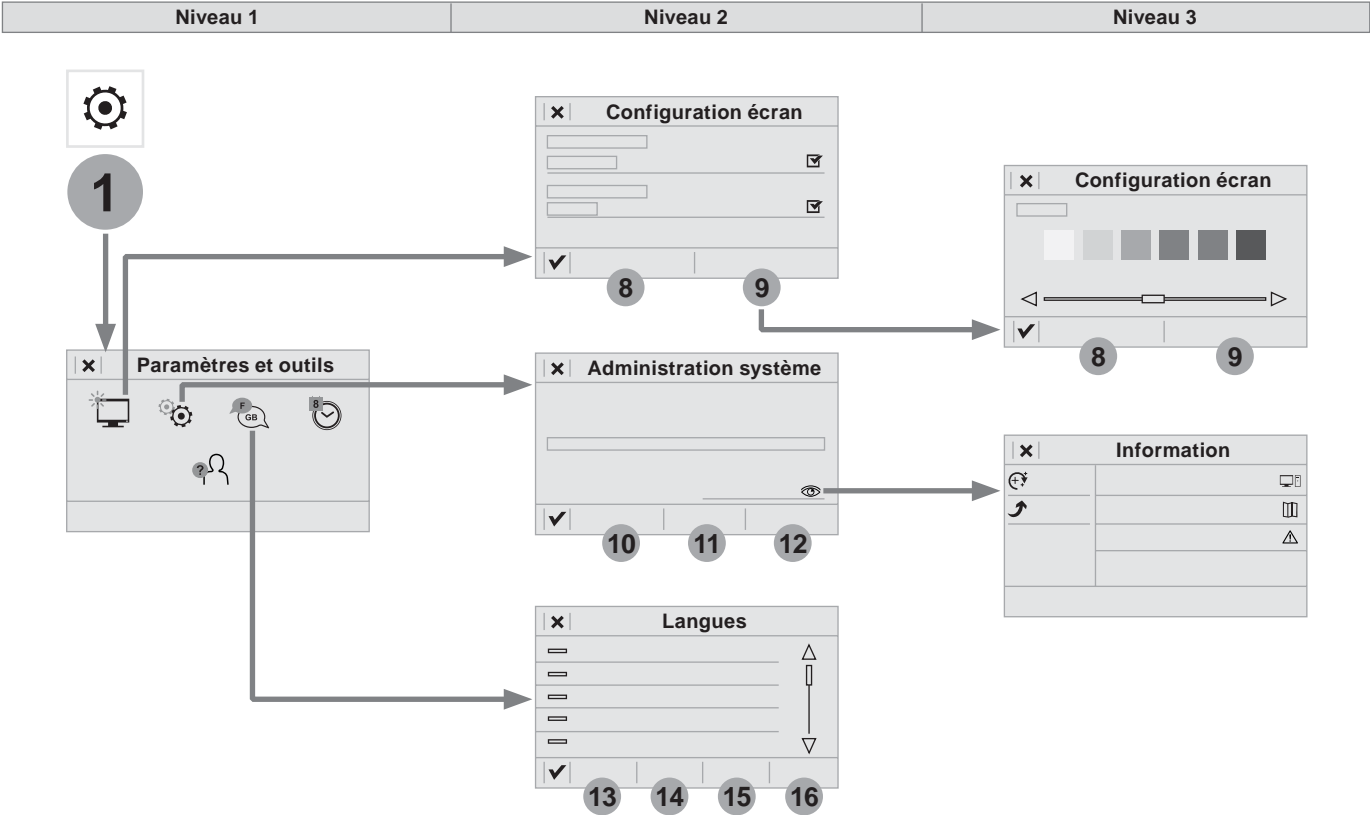 Niveau 1
Niveau 2
Niveau 3
1
Paramètres et outils
F
GB
8
?
Configuration écran
8
9
Administration système
10
11
12
Langues
13
14
15
16
Configuration écran
8
9
Information